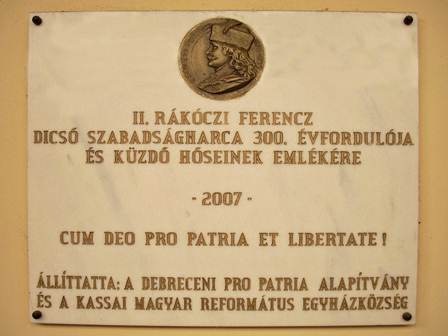 II. RÁKÓCZI FERENCZ
DICSŐ SZABADSÁGHARCA 300. ÉVFORDULÓJA
ÉS KÜZDŐ HŐSEINEK EMLÉKÉRE
- 2007 -
CUM DEO PRO PATRIA ET LIBERTATE!
ÁLLÍTTATTA: A DEBRECENI PRO PATRIA ALAPÍTVÁNY
ÉS A KASSAI MAGYAR REFORMÁTUS EGYHÁZKÖZSÉG